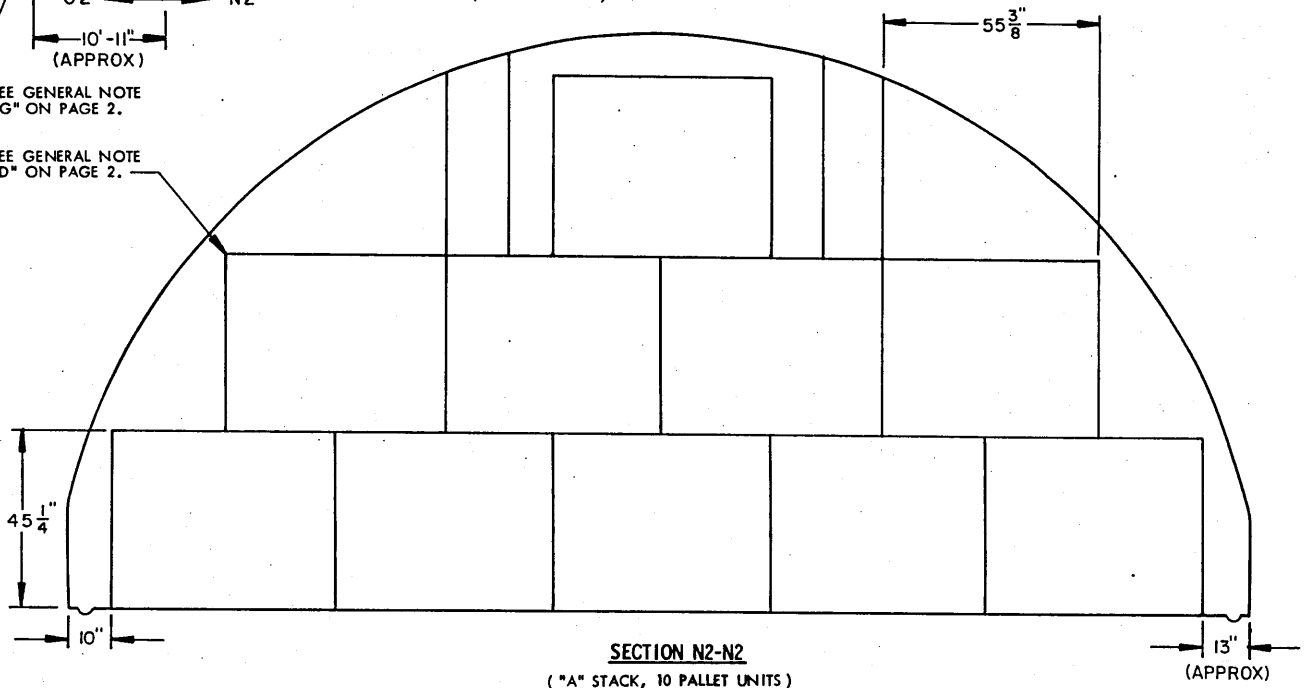 N2
10'-11"
(APPROX)
EE GENERAL NOTE
G" ON PAGE 2.
EE GENERAL NOTE
D" ON PAGE 2.
55 3/8"
45 1/4"
10"
13"
(APPROX)
SECTION N2-N2
( "A" STACK, 10 PALLET UNITS )